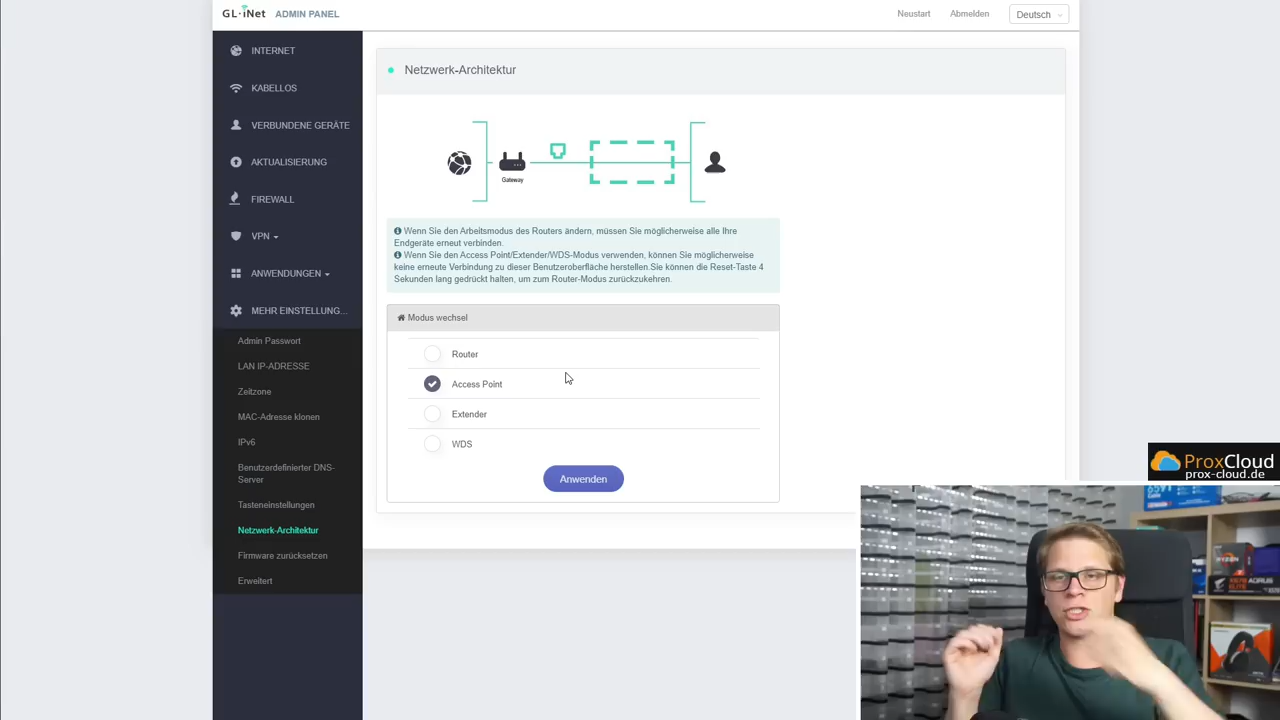 GL·iNet ADMIN PANEL
Neustart
Abmelden
Deutsch
INTERNET
KABELLOS
VERBUNDENE GERÄTE
AKTUALISIERUNG
FIREWALL
VPN
ANWENDUNGEN
MEHR EINSTELLUNG...
Admin Passwort
LAN IP-ADRESSE
Zeitzone
MAC-Adresse klonen
IPv6
Benutzerdefinierter DNS-
Server
Tasteneinstellungen
Netzwerk-Architektur
Firmware zurücksetzen
Erweitert
Netzwerk-Architektur
Gateway
Wenn Sie den Arbeitsmodus des Routers ändern, müssen Sie möglicherweise alle Ihre
Endgeräte erneut verbinden.
Wenn Sie den Access Point/Extender/WDS-Modus verwenden, können Sie möglicherweise
keine erneute Verbindung zu dieser Benutzeroberfläche herstellen.Sie können die Reset-Taste 4
Sekunden lang gedrückt halten, um zum Router-Modus zurückzukehren.
Modus wechsel
Router
Access Point
Extender
WDS
Anwenden
ProxCloud
prox-cloud.de
RYZEN
AORUS